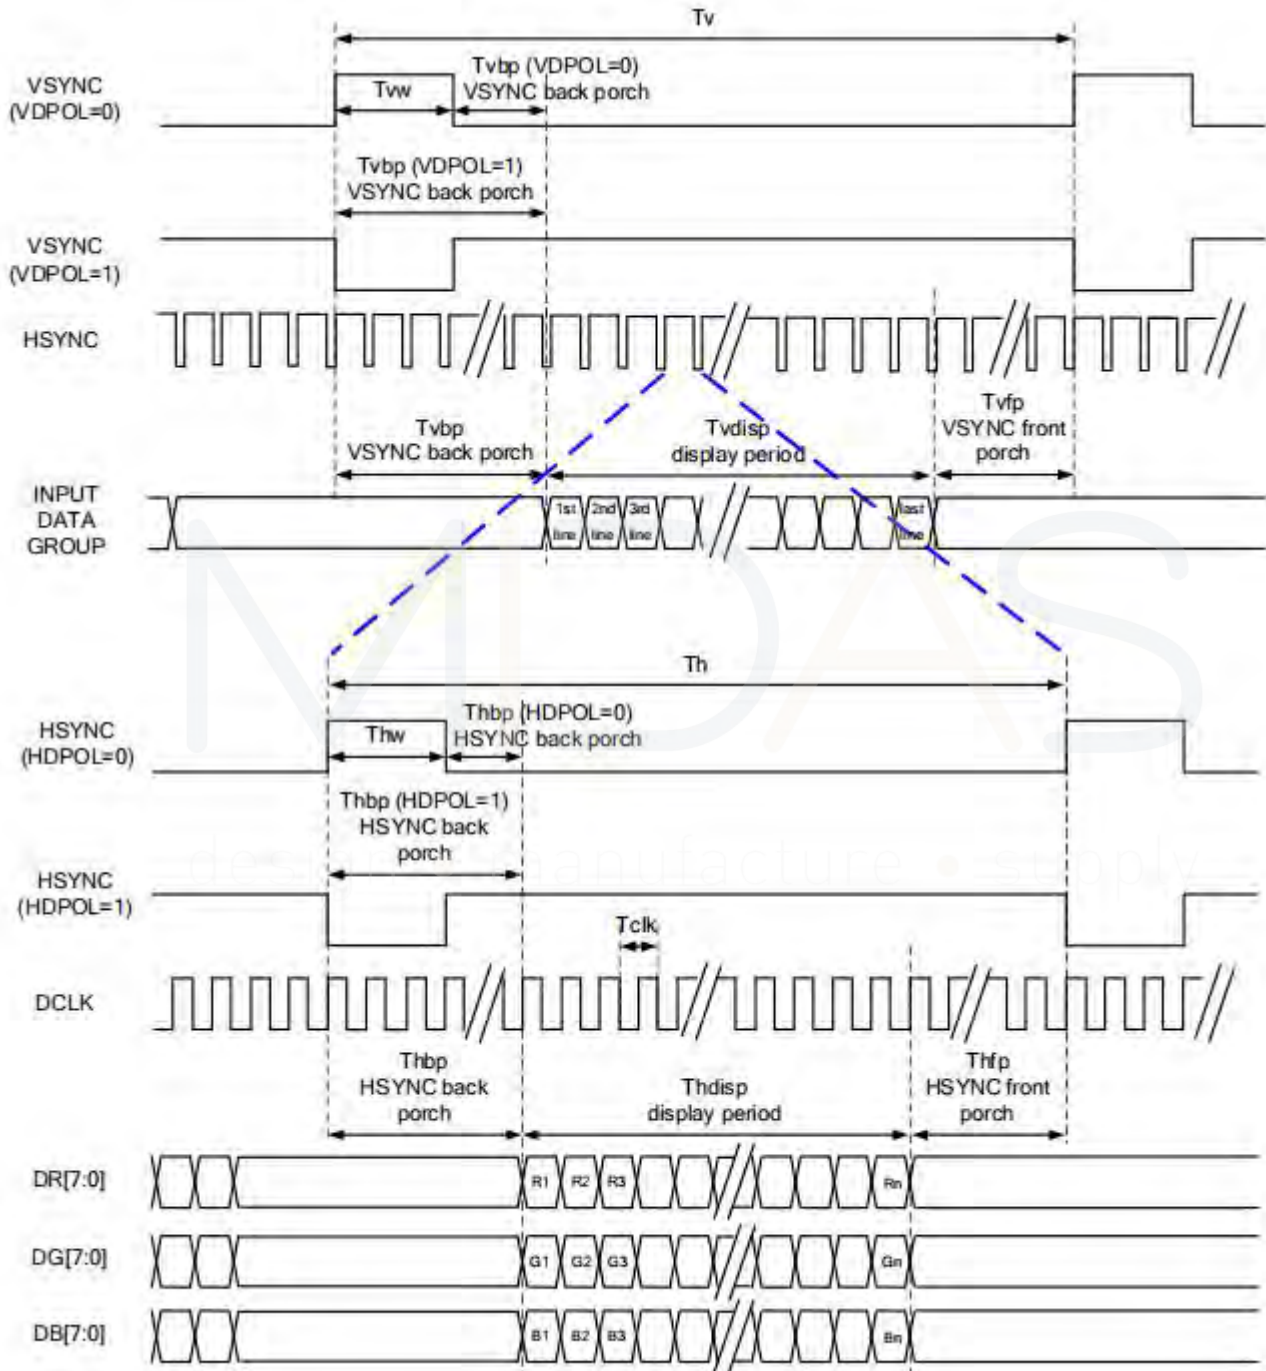 Tv
VSYNC
(VDPOL=0)
Tvw
Tvbp (VDPOL=0)
VSYNC back porch
Tvbp (VDPOL=1)
VSYNC back porch
VSYNC
(VDPOL=1)
HSYNC
Tvbp
VSYNC back porch
Tvdisp
display period
Tvfp
VSYNC front
porch
INPUT
DATA
GROUP
1st
line
2nd
line
3rd
line
last
line
MIDAS
Th
HSYNC
(HDPOL=0)
Thw
Thbp (HDPOL=0)
HSYNC back porch
Thbp (HDPOL=1)
HSYNC back
porch
design • manufacture • supply
HSYNC
(HDPOL=1)
Tclk
DCLK
Thbp
HSYNC back
porch
Thdisp
display period
Thfp
HSYNC front
porch
DR[7:0]
R1 R2 R3 Rn
DG[7:0]
G1 G2 G3 Gn
DB[7:0]
B1 B2 B3 Bn